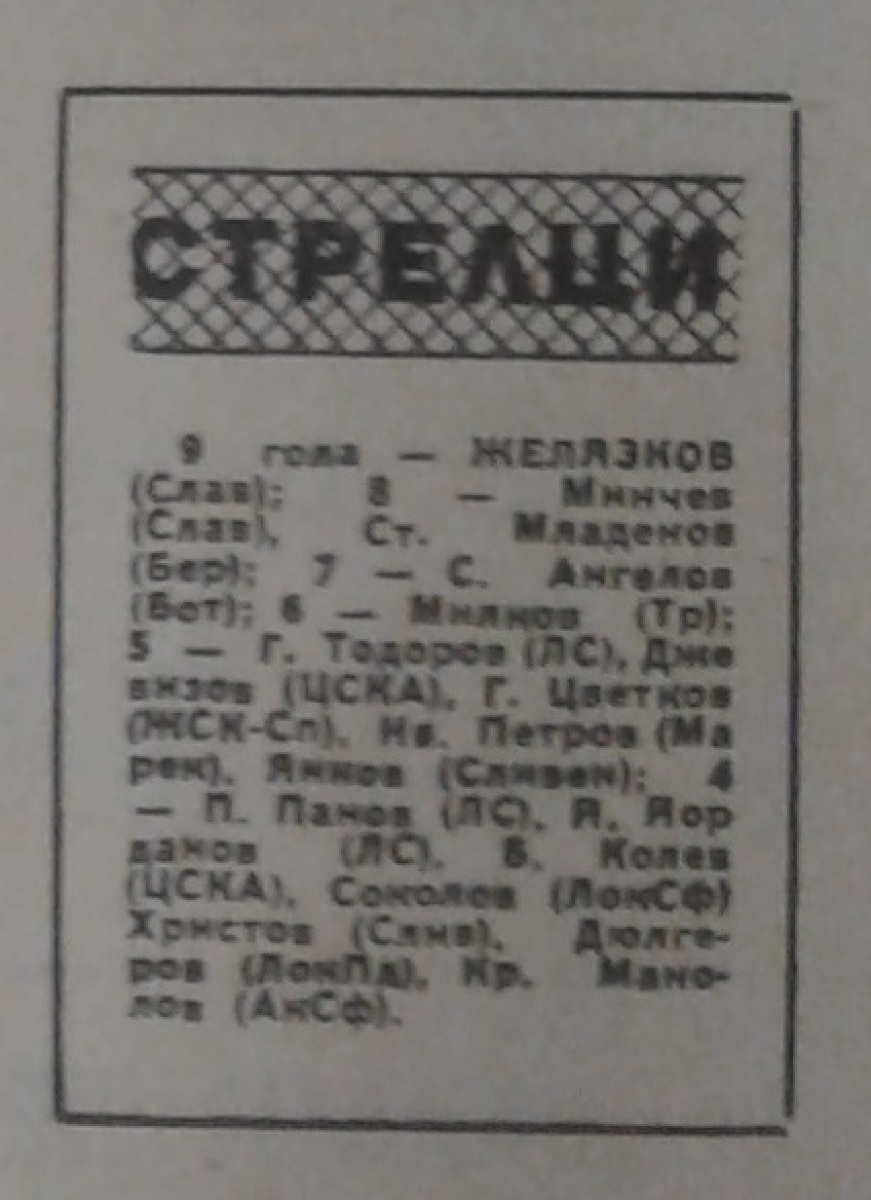 СТРЕЛЦИ
9 гола — ЖЕЛЯЗКОВ
(Слав); 8 — Минчев
(Слав), Ст. Младенов
(Бер); 7 — С. Ангелов
(Бот); 6 — Милков (Тр);
5 — Г. Тодоров (ЛС), Дже
визов (ЦСКА), Г. Цветков
(ЖСК-Сп), Ив. Петров (Ма
рек), Янков (Сливен); 4
— П. Панов (ЛС), Я. Йор
данов (ЛС), Б. Колев
(ЦСКА), Соколов (ЛокСф)
Христов (Слив), Дюлге-
ров (ЛокПд), Кр. Мано-
лов (АкСф).